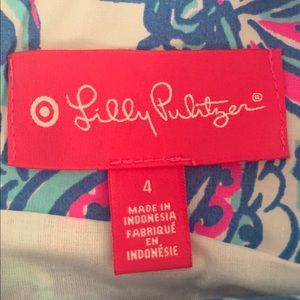 Lilly Pulitzer®
4
MADE IN
INDONESIA
FABRIQUÉ
EN
INDONÉSIE